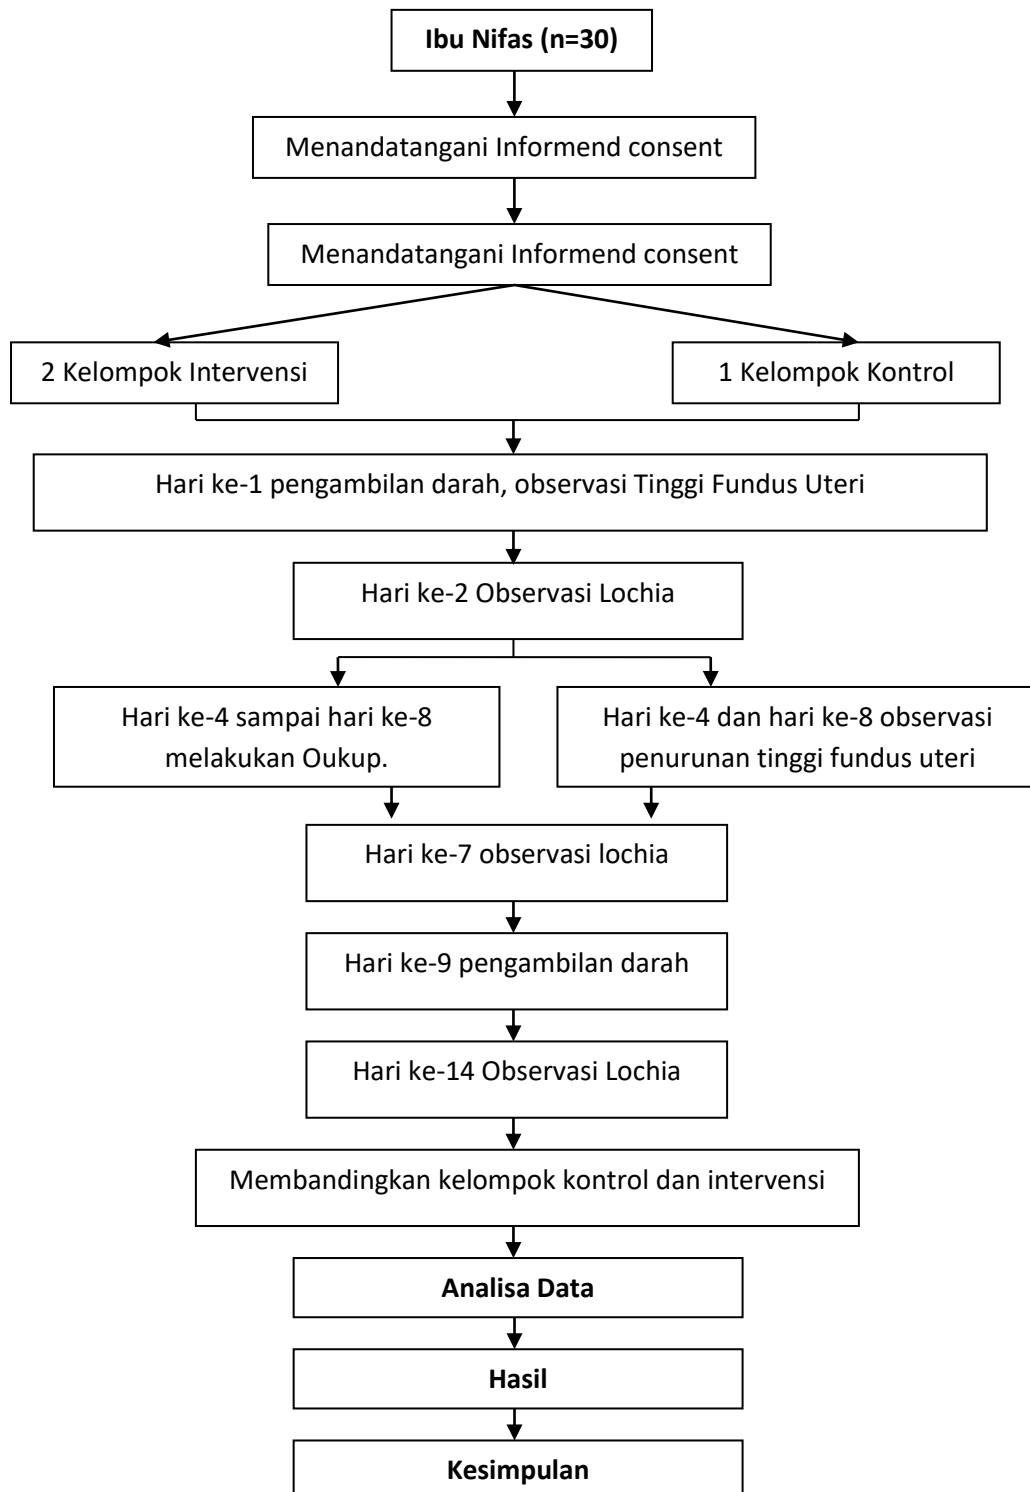 Ibu Nifas (n=30)
Menandatangani Informend consent
Menandatangani Informend consent
2 Kelompok Intervensi
1 Kelompok Kontrol
Hari ke-1 pengambilan darah, observasi Tinggi Fundus Uteri
Hari ke-2 Observasi Lochia
Hari ke-4 sampai hari ke-8
melakukan Oukup.
Hari ke-4 dan hari ke-8 observasi
penurunan tinggi fundus uteri
Hari ke-7 observasi lochia
Hari ke-9 pengambilan darah
Hari ke-14 Observasi Lochia
Membandingkan kelompok kontrol dan intervensi
Analisa Data
Hasil
Kesimpulan